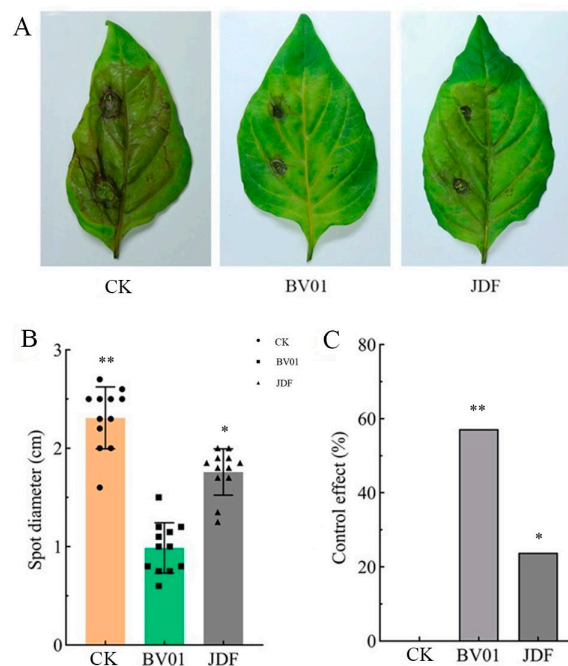 A
CK
BV01
JDF
B
Spot diameter (cm)
3
2
1
0
**
*
CK
BV01
JDF
CK
BV01
JDF
C
Control effect (%)
80
60
40
20
0
**
*
CK
BV01
JDF